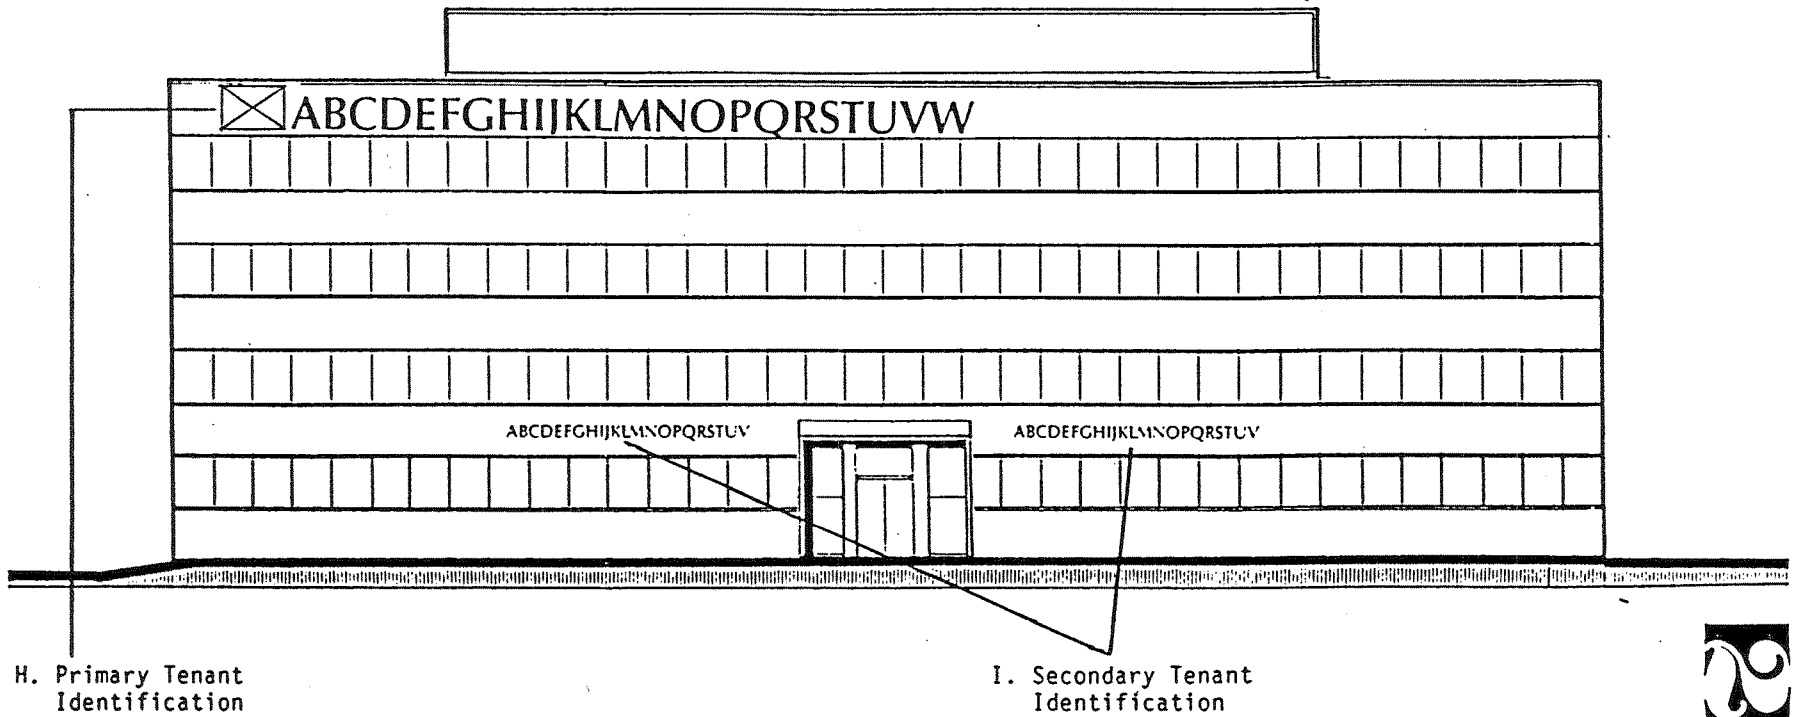 ABCDEFGHIJKLMNOPQRSTUVW
ABCDEFGHIJKLMNOPQRSTUV ABCDEFGHIJKLMNOPQRSTUV
H. Primary Tenant
Identification
I. Secondary Tenant
Identification